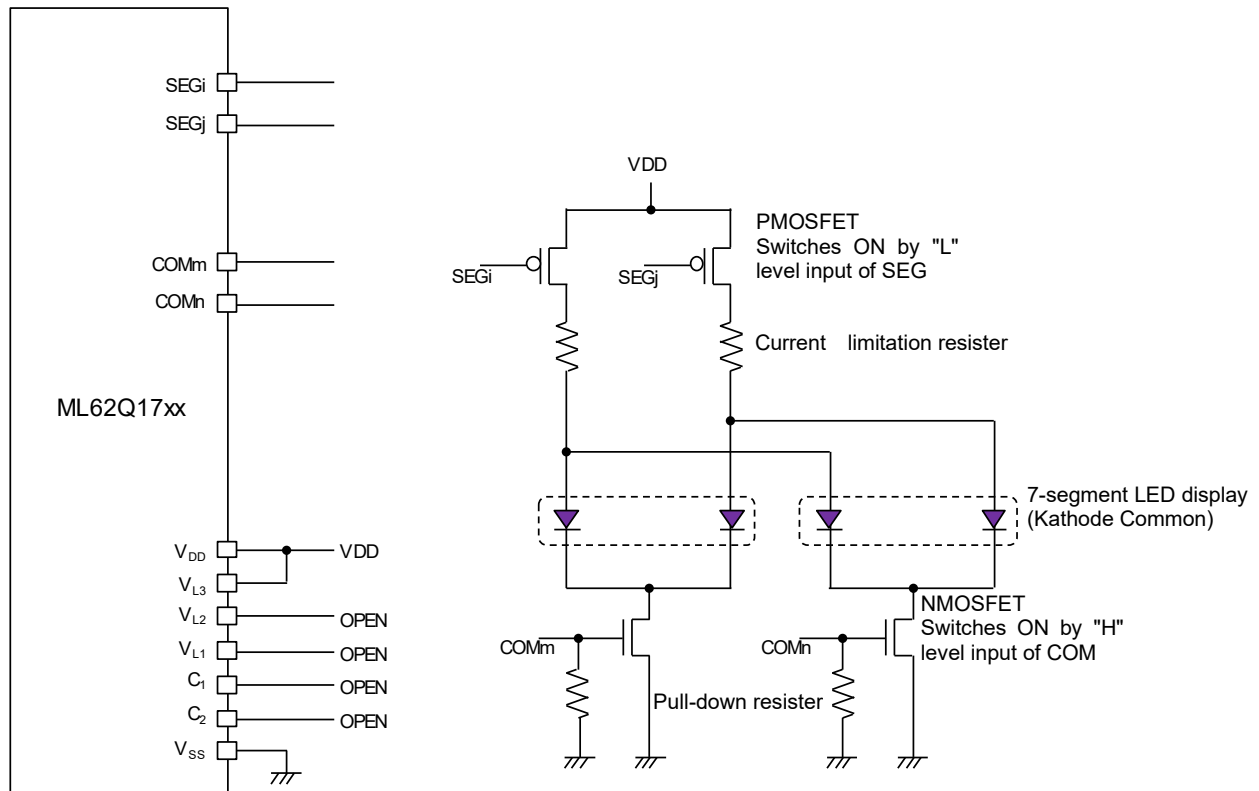 SEGi
SEGj
COMm
COMn
ML62Q17xx
VDD
VDD
VL3
VL2
OPEN
VL1
OPEN
C1
OPEN
C2
OPEN
VSS
VDD
PMOSFET
Switches ON by "L"
level input of SEG
SEGi
SEGj
Current limitation resister
7-segment LED display
(Kathode Common)
NMOSFET
Switches ON by "H"
level input of COM
COMm
COMn
Pull-down resister